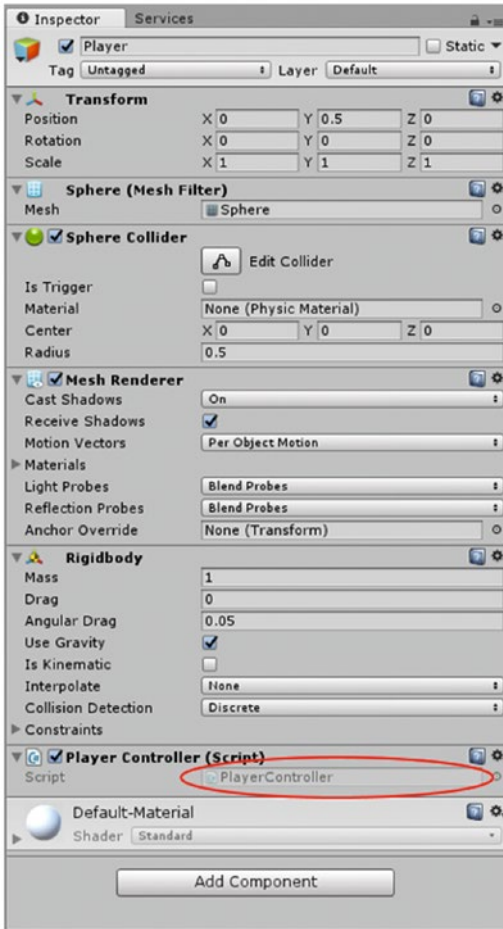 Inspector Services
Player Static
Tag Untagged Layer Default
Transform
Position X 0 Y 0.5 Z 0
Rotation X 0 Y 0 Z 0
Scale X 1 Y 1 Z 1
Sphere (Mesh Filter)
Mesh Sphere
Sphere Collider
Edit Collider
Is Trigger
Material None (Physic Material)
Center X 0 Y 0 Z 0
Radius 0.5
Mesh Renderer
Cast Shadows On
Receive Shadows
Motion Vectors Per Object Motion
Materials
Light Probes Blend Probes
Reflection Probes Blend Probes
Anchor Override None (Transform)
Rigidbody
Mass 1
Drag 0
Angular Drag 0.05
Use Gravity
Is Kinematic
Interpolate None
Collision Detection Discrete
Constraints
Player Controller (Script)
Script PlayerController
Default-Material
Shader Standard
Add Component